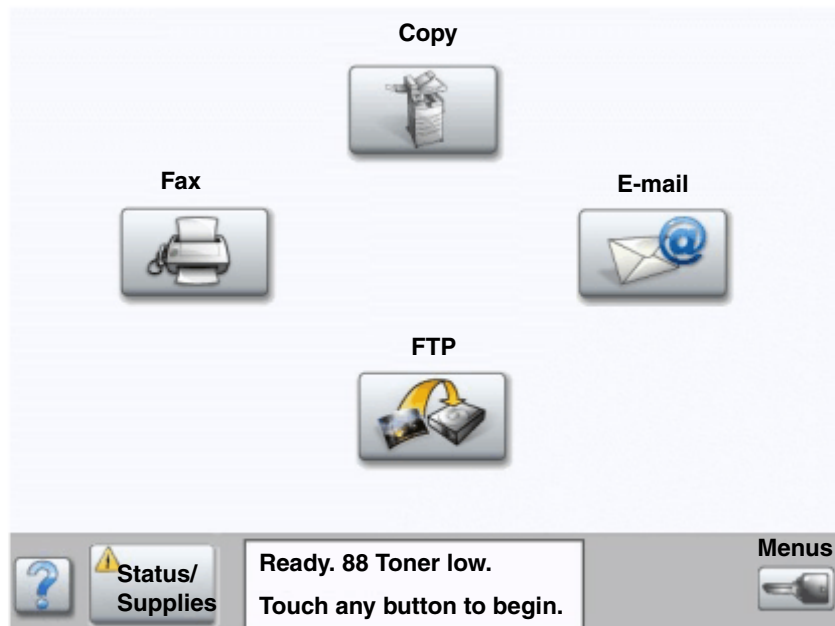 Copy
Fax
E-mail
FTP
Status/
Supplies
Ready. 88 Toner low.
Touch any button to begin.
Menus